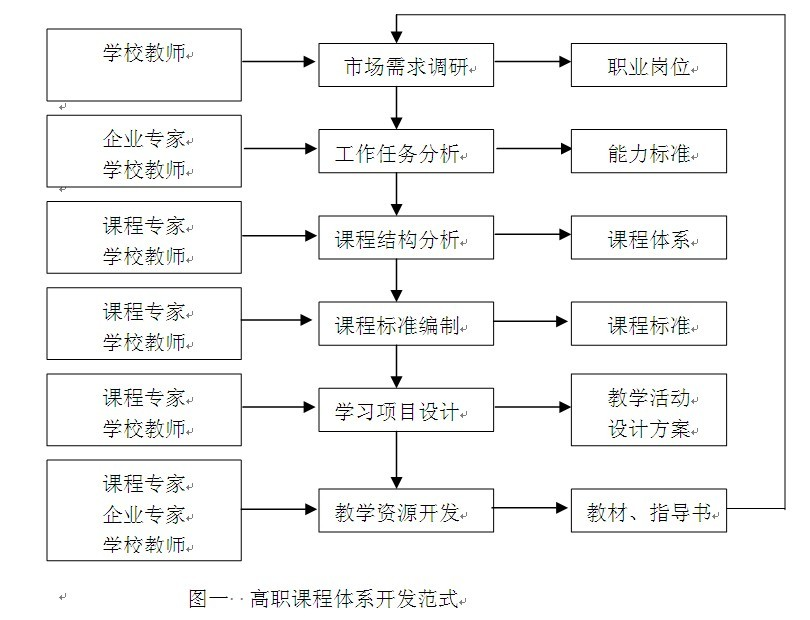 学校教师
市场需求调研
职业岗位
企业专家
学校教师
工作任务分析
能力标准
课程专家
学校教师
课程结构分析
课程体系
课程专家
学校教师
课程标准编制
课程标准
课程专家
学校教师
学习项目设计
教学活动
设计方案
课程专家
企业专家
学校教师
教学资源开发
教材、指导书
图一··高职课程体系开发范式